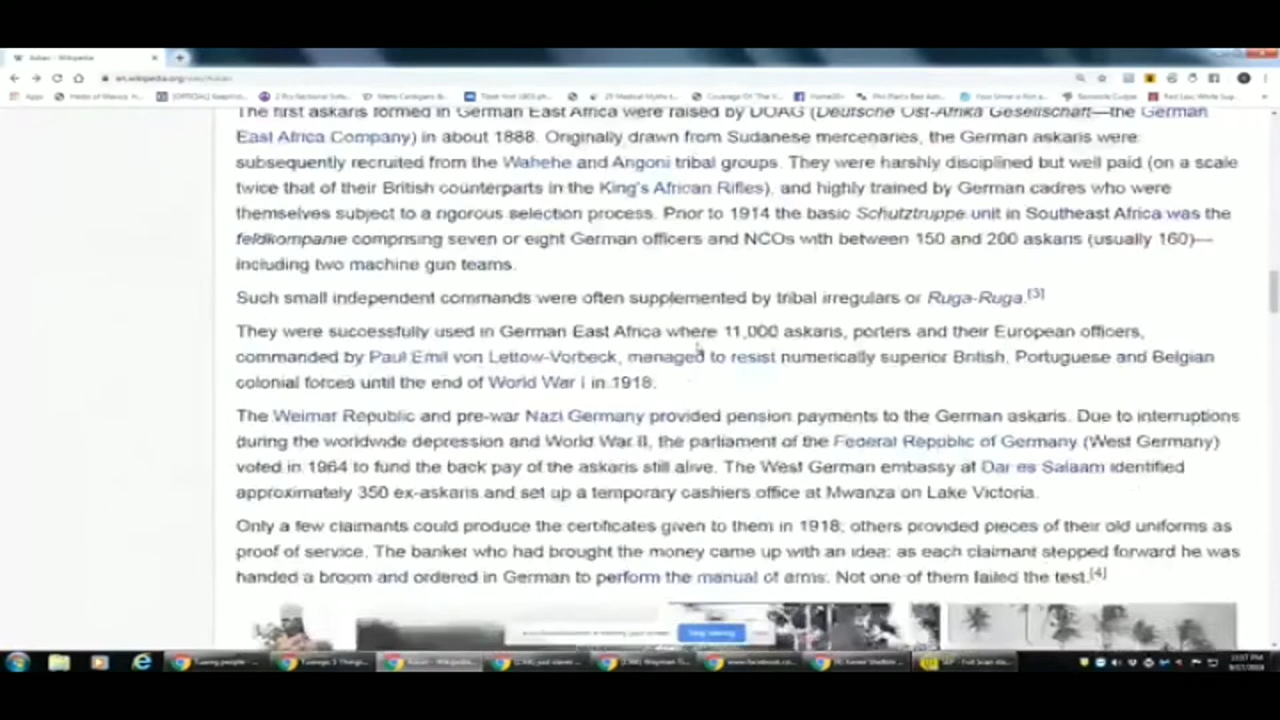 Askari - Wikipedia
en.wikipedia.org/wiki/Askari
Apps
The first askaris formed in German East Africa were raised by DOAG (Deutsche Ost-Afrika Gesellschaft—the German
East Africa Company) in about 1888. Originally drawn from Sudanese mercenaries, the German askaris were
subsequently recruited from the Wahehe and Angoni tribal groups. They were harshly disciplined but well paid (on a scale
twice that of their British counterparts in the King's African Rifles), and highly trained by German cadres who were
themselves subject to a rigorous selection process. Prior to 1914 the basic Schutztruppe unit in Southeast Africa was the
feldkompanie comprising seven or eight German officers and NCOs with between 150 and 200 askaris (usually 160)—
including two machine gun teams.
Such small independent commands were often supplemented by tribal irregulars or Ruga-Ruga.[3]
They were successfully used in German East Africa where 11,000 askaris, porters and their European officers,
commanded by Paul Emil von Lettow-Vorbeck, managed to resist numerically superior British, Portuguese and Belgian
colonial forces until the end of World War I in 1918.
The Weimar Republic and pre-war Nazi Germany provided pension payments to the German askaris. Due to interruptions
during the worldwide depression and World War II, the parliament of the Federal Republic of Germany (West Germany)
voted in 1964 to fund the back pay of the askaris still alive. The West German embassy at Dar es Salaam identified
approximately 350 ex-askaris and set up a temporary cashiers office at Mwanza on Lake Victoria.
Only a few claimants could produce the certificates given to them in 1918; others provided pieces of their old uniforms as
proof of service. The banker who had brought the money came up with an idea: as each claimant stepped forward he was
handed a broom and ordered in German to perform the manual of arms. Not one of them failed the test.[4]
Stop sharing